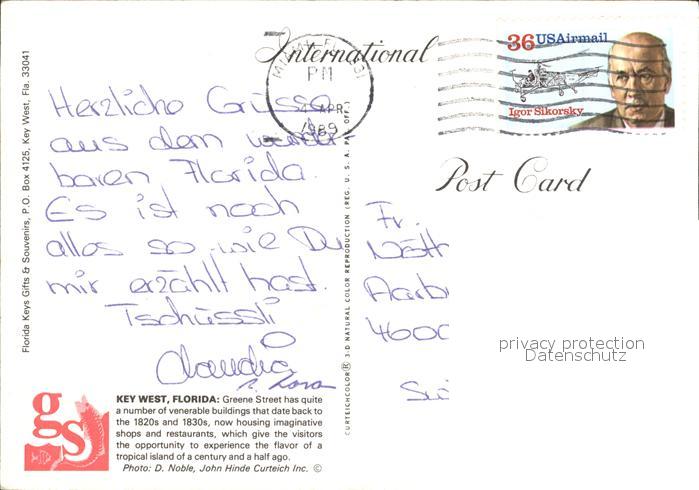 International
Post Card
36 USAirmail
Igor Sikorsky
PM
4 APR
1989
Herzliche Grüsse
aus dem wunder-
baren Florida.
Es ist noch
alles so wie Du
mir erzählt hast.
Tschüssli
Claudia
Fr.
Aarb
4600
privacy protection
Datenschutz
Florida Keys Gifts & Souvenirs, P.O. Box 4125, Key West, Fla. 33041
CURTEICHCOLOR® 3-D NATURAL COLOR REPRODUCTION (REG. U.S.A. PAT. OFF.)
gs
KEY WEST, FLORIDA: Greene Street has quite
a number of venerable buildings that date back to
the 1820s and 1830s, now housing imaginative
shops and restaurants, which give the visitors
the opportunity to experience the flavor of a
tropical island of a century and a half ago.
Photo: D. Noble, John Hinde Curteich Inc. ©